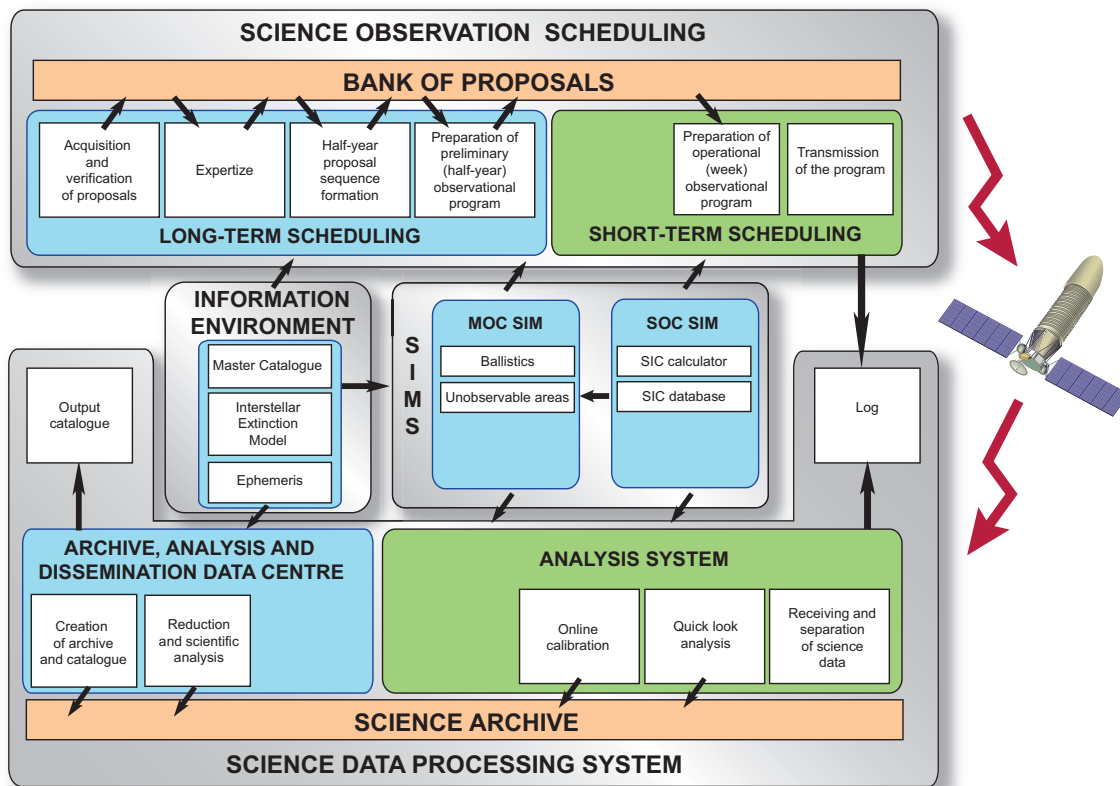 SCIENCE OBSERVATION SCHEDULING
BANK OF PROPOSALS
Acquisition
and
verification
of proposals
Expertize
Half-year
proposal
sequence
formation
Preparation of
preliminary
(half-year)
observational
program
LONG-TERM SCHEDULING
Preparation of
operational
(week)
observational
program
Transmission
of the program
SHORT-TERM SCHEDULING
INFORMATION
ENVIRONMENT
Master Catalogue
Interstellar
Extinction
Model
Ephemeris
S
I
M
S
MOC SIM
Ballistics
Unobservable areas
SOC SIM
SIC calculator
SIC database
Output
catalogue
Log
ARCHIVE, ANALYSIS AND
DISSEMINATION DATA CENTRE
Creation
of archive
and catalogue
Reduction
and scientific
analysis
ANALYSIS SYSTEM
Online
calibration
Quick look
analysis
Receiving and
separation
of science
data
SCIENCE ARCHIVE
SCIENCE DATA PROCESSING SYSTEM